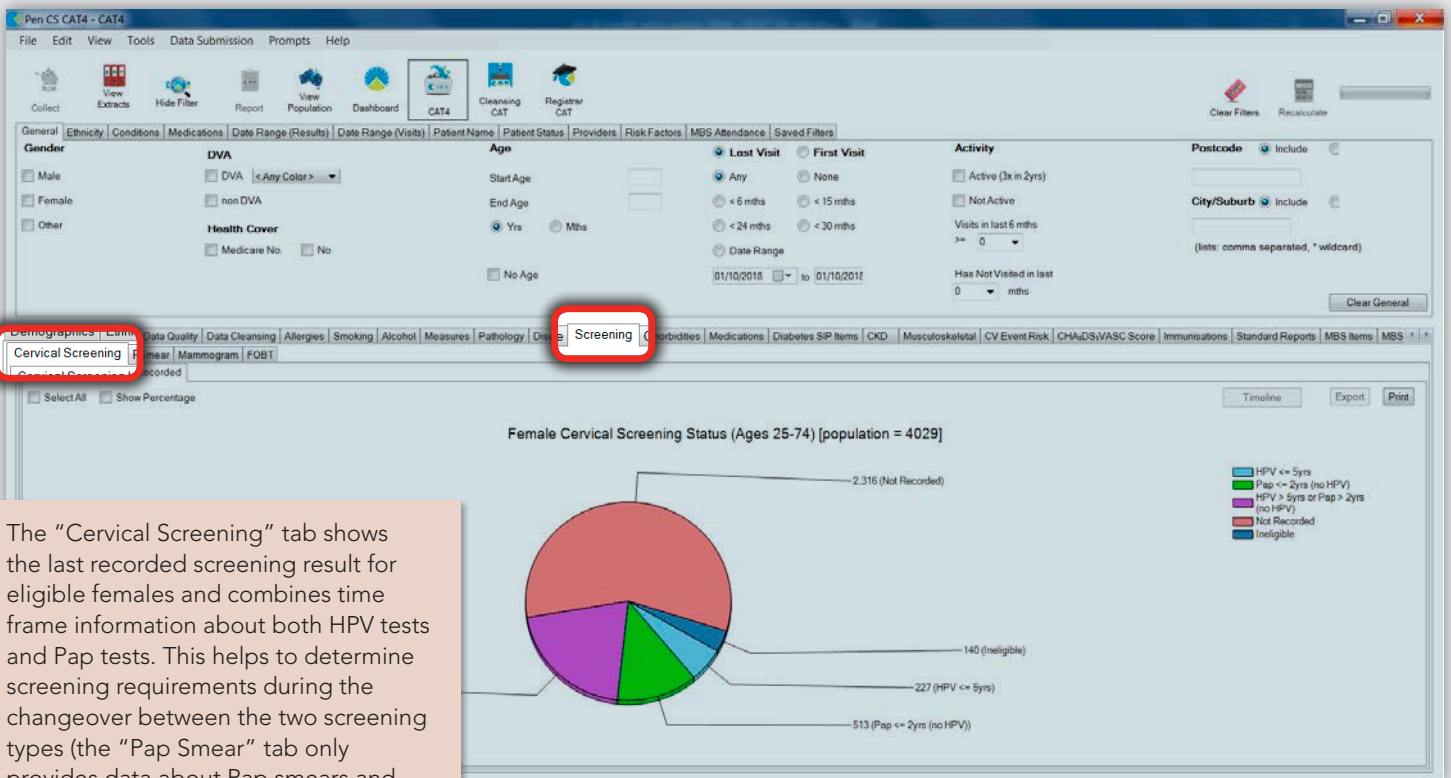 Pen CS CAT4 - CAT4
File Edit View Tools Data Submission Prompts Help
Collect View Extracts Hide Filter Report View Population Dashboard CAT4 Cleansing CAT Registrar CAT Clear Filters Recalculate
General Ethnicity Conditions Medications Date Range (Results) Date Range (Visits) Patient Name Patient Status Providers Risk Factors MBS Attendance Saved Filters
Gender DVA Age Last Visit First Visit Activity Postcode Include
Male DVA <Any Color> Start Age Any None Active (3x in 2yrs)
Female non DVA End Age < 6 mths < 15 mths Not Active City/Suburb Include
Other Health Cover Yrs Mths < 24 mths < 30 mths Visits in last 6 mths
Medicare No. No Date Range >= 0 (lists: comma separated, * wildcard)
No Age 01/10/2018 to 01/10/2018 Has Not Visited in last
0 mths
Clear General
Demographics Data Quality Data Cleansing Allergies Smoking Alcohol Measures Pathology Screening Medications Diabetes SIP Items CKD Musculoskeletal CV Event Risk CHA₂DS₂VASC Score Immunisations Standard Reports MBS Items MBS
Cervical Screening Mammogram FOBT
Select All Show Percentage Timeline Export Print
Female Cervical Screening Status (Ages 25-74) [population = 4029]
2.316 (Not Recorded)
HPV <= 5yrs
Pap <= 2yrs (no HPV)
HPV > 5yrs or Pap > 2yrs
(no HPV)
Not Recorded
Ineligible
140 (Ineligible)
227 (HPV <= 5yrs)
513 (Pap <= 2yrs (no HPV))
The “Cervical Screening” tab shows
the last recorded screening result for
eligible females and combines time
frame information about both HPV tests
and Pap tests. This helps to determine
screening requirements during the
changeover between the two screening
types (the “Pap Smear” tab only
provides data about Pap smears and